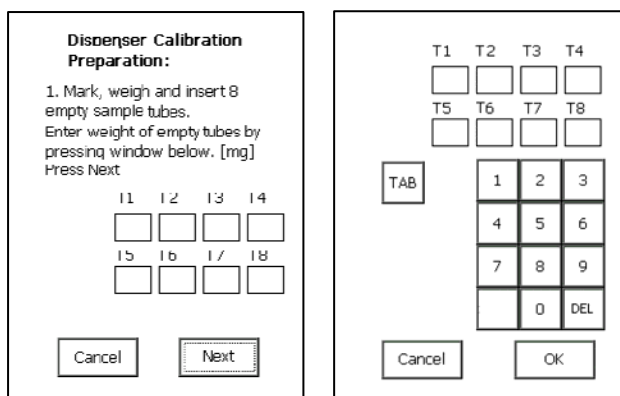 Dispenser Calibration
Preparation:
1. Mark, weigh and insert 8
empty sample tubes.
Enter weight of empty tubes by
pressing window below. [mg]
Press Next
T1 T2 T3 T4
T5 T6 T7 T8
Cancel Next
T1 T2 T3 T4
T5 T6 T7 T8
TAB 1 2 3
4 5 6
7 8 9
0 DEL
Cancel OK